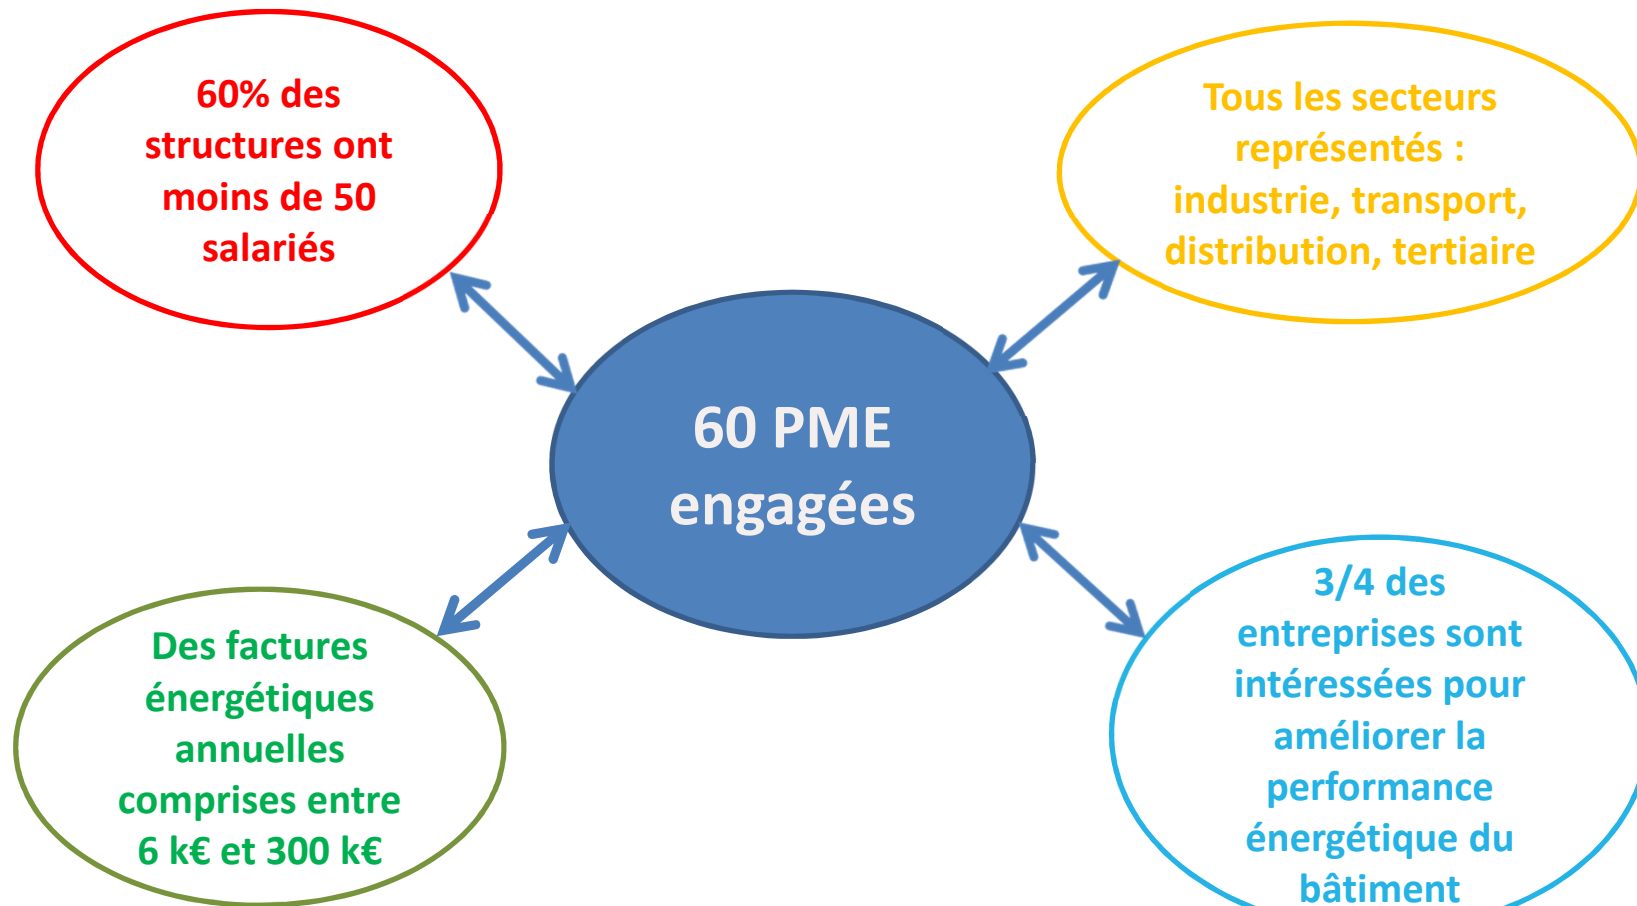 60% des
structures ont
moins de 50
salariés
Tous les secteurs
représentés :
industrie, transport,
distribution, tertiaire
60 PME
engagées
Des factures
énergétiques
annuelles
comprises entre
6 k€ et 300 k€
3/4 des
entreprises sont
intéressées pour
améliorer la
performance
énergétique du
bâtiment